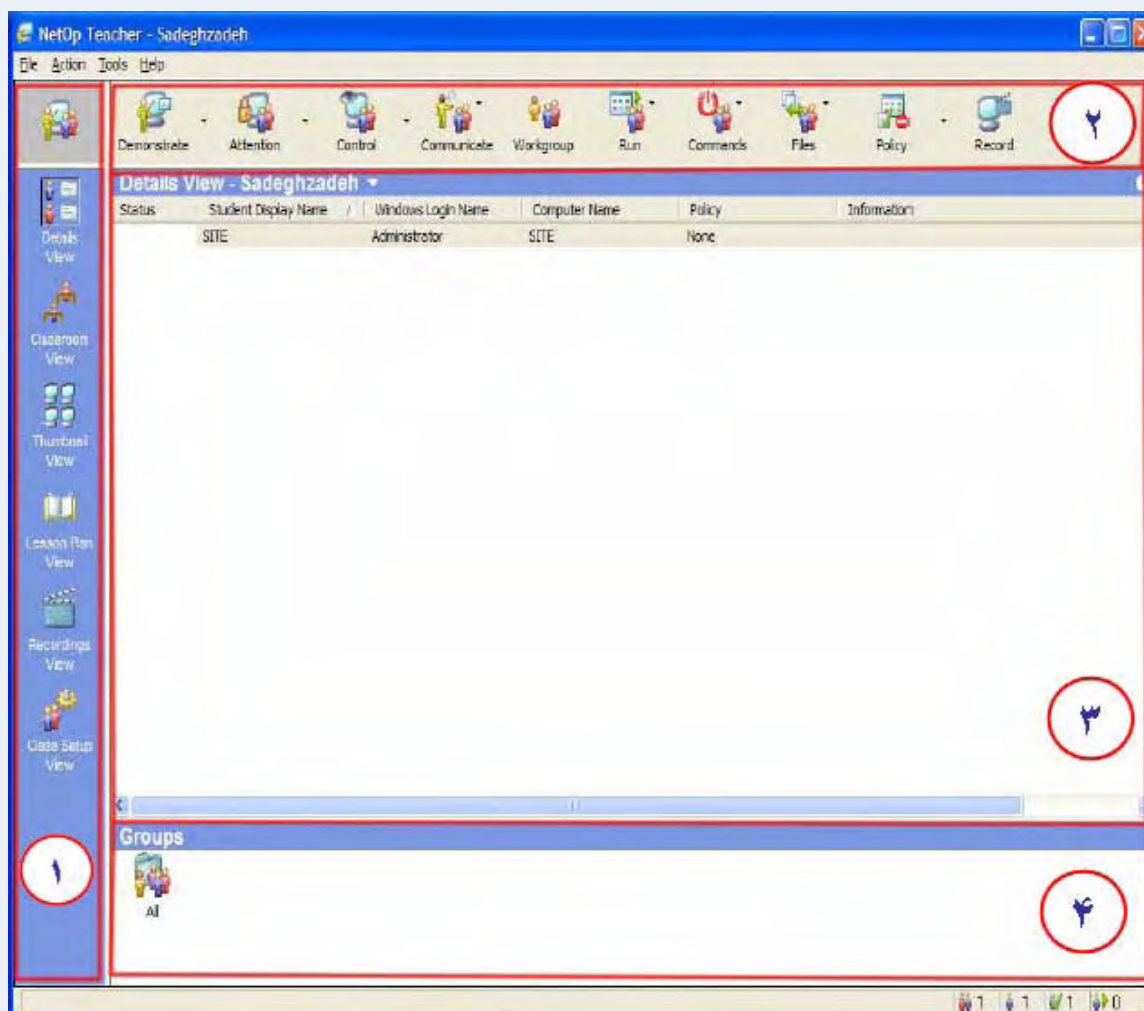 NetOp Teacher - Sadeghzadeh
File Action Tools Help
Demonstrate Attention Control Communicate Workgroup Run Commands Files Policy Record
۲
Details View - Sadeghzadeh
Status Student Display Name / Windows Login Name Computer Name Policy Information
SITE Administrator SITE None
Details
View
Classroom
View
Thumbnail
View
Lesson Plan
View
Recordings
View
Class Setup
View
۱
۳
Groups
All
۴
1 1 1 0